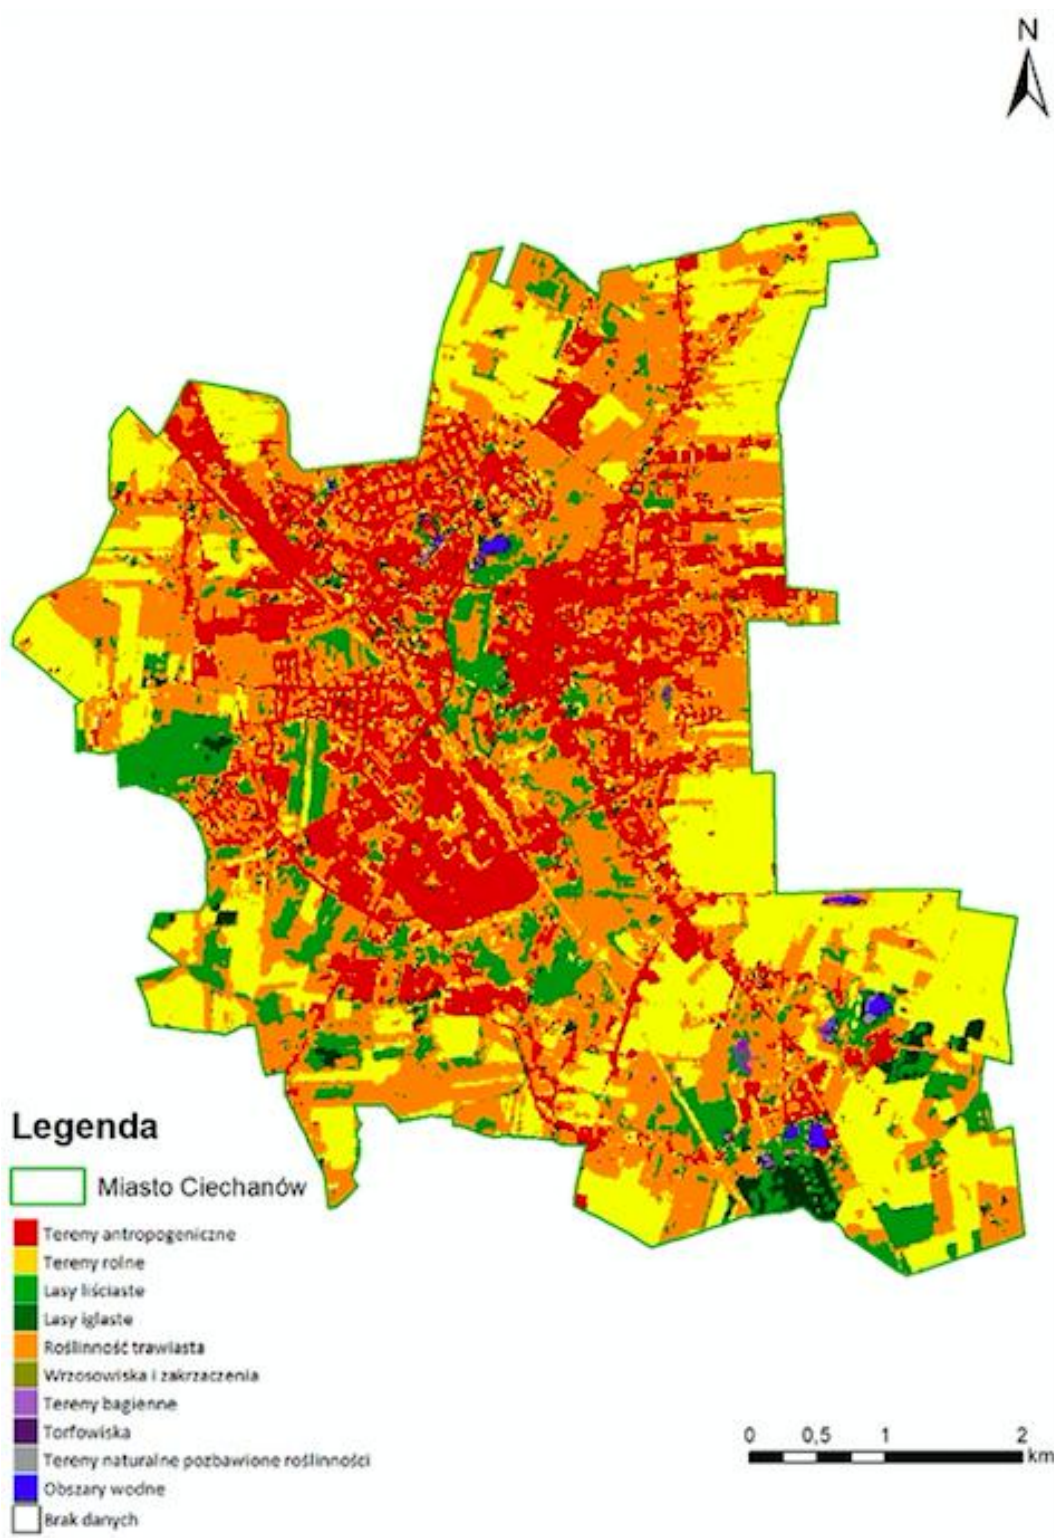 N
Legenda
Miasto Ciechanów
Tereny antropogeniczne
Tereny rolne
Lasy liściaste
Lasy iglaste
Roślinność trawiasta
Wrzosowiska i zakrzaczenia
Tereny bagienne
Torfowiska
Tereny naturalne pozbawione roślinności
Obszary wodne
Brak danych
0 0,5 1 2
km